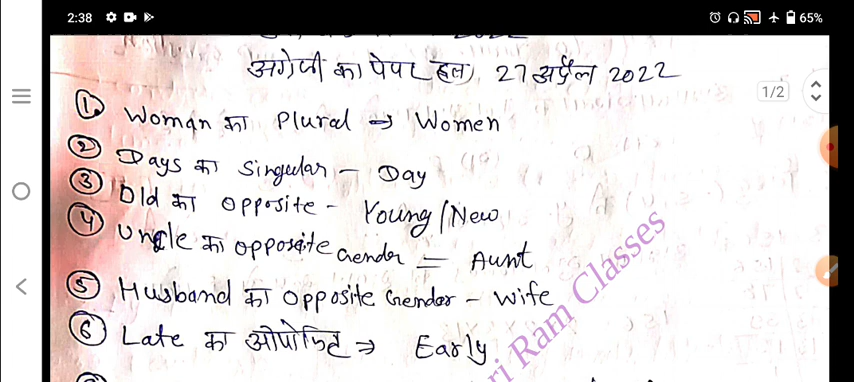 2:38
65%
2022
अंग्रेजी का पेपर हल, 27 अप्रैल 2022
1/2
① Woman का Plural → Women
② Days का Singular - Day
③ Old का opposite - Young/New
④ Uncle का opposite Gender = Aunt
⑤ Husband का opposite Gender - Wife
⑥ Late का ओपोजिट ⇒ Early
ri Ram Classes